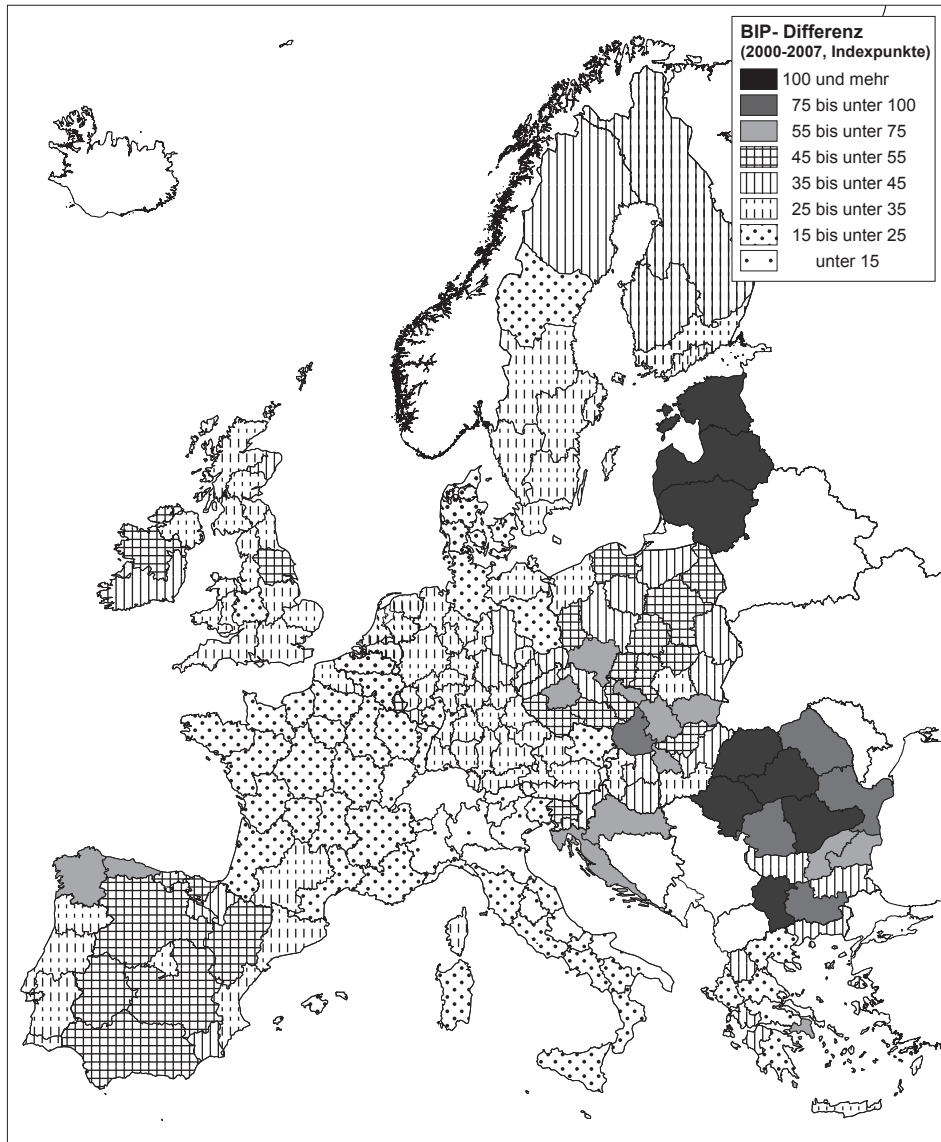 BIP- Differenz
(2000-2007, Indexpunkte)
100 und mehr
75 bis unter 100
55 bis unter 75
45 bis unter 55
35 bis unter 45
25 bis unter 35
15 bis unter 25
unter 15